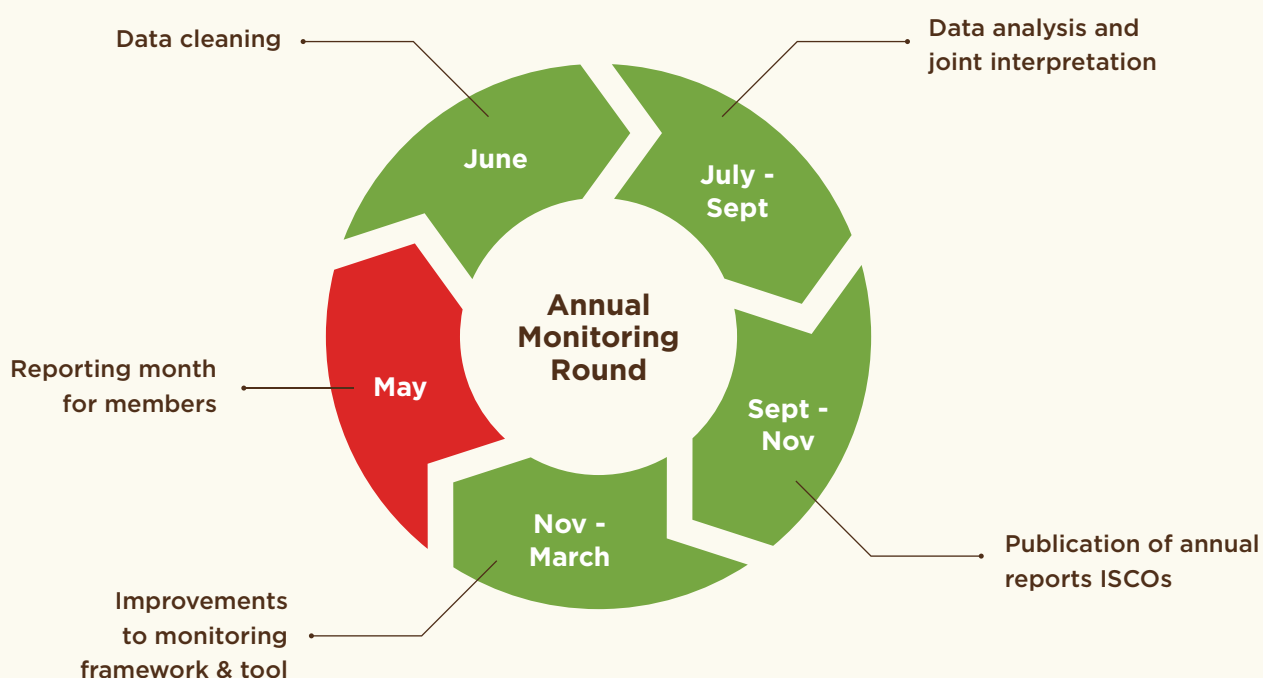 Data cleaning
Data analysis and
joint interpretation
June
July -
Sept
Annual
Monitoring
Round
Reporting month
for members
May
Sept -
Nov
Nov -
March
Publication of annual
reports ISCOs
Improvements
to monitoring
framework & tool